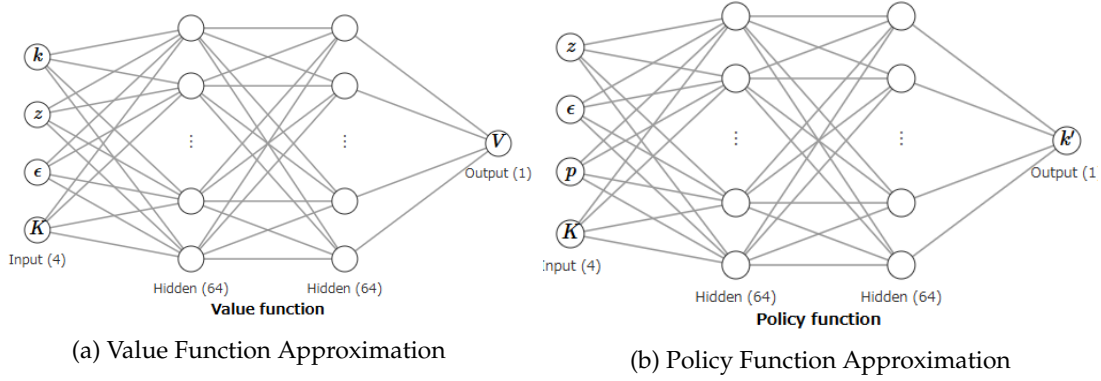 k
z
ϵ
K
⋮
⋮
V
Input (4)
Hidden (64)
Hidden (64)
Output (1)
Value function
(a) Value Function Approximation
z
ϵ
p
K
⋮
⋮
k′
nput (4)
Hidden (64)
Hidden (64)
Output (1
Policy function
(b) Policy Function Approximation